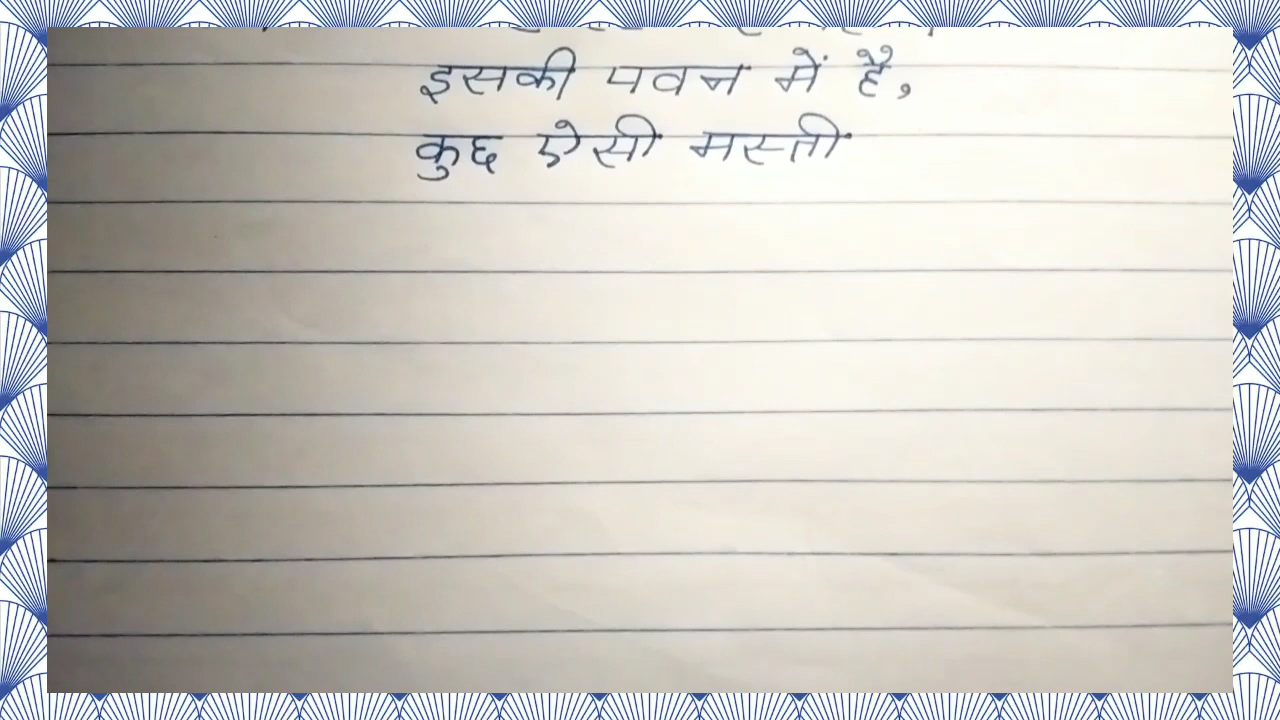 इसकी पवन में है,
कुछ ऐसी मस्ती